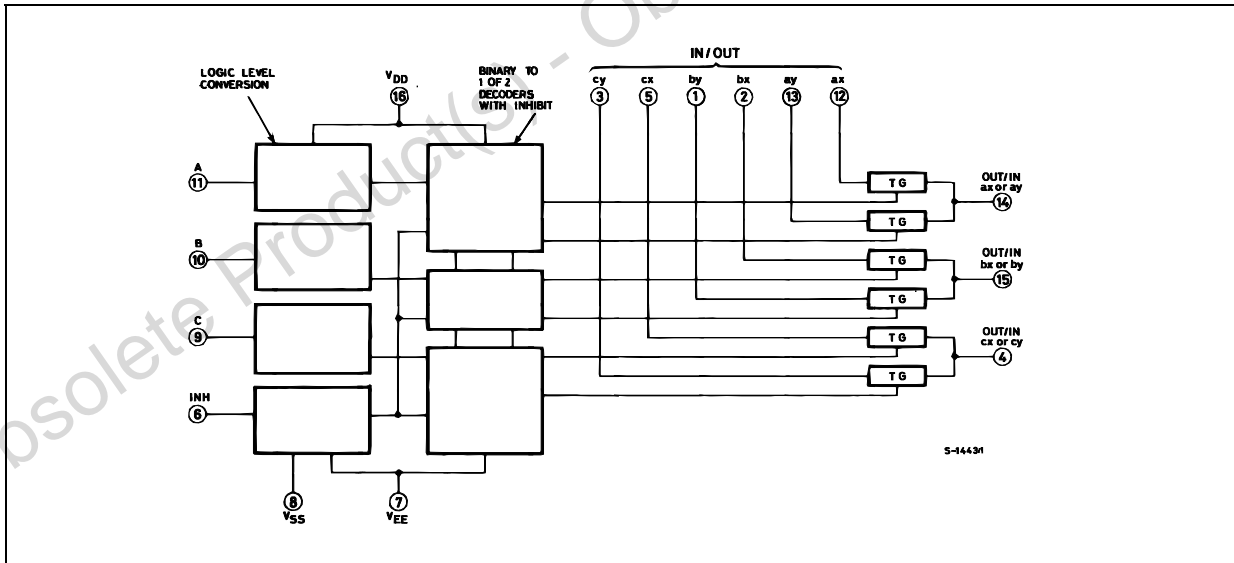 bsolete Product(s) - Ob
IN/OUT
LOGIC LEVEL
CONVERSION
VDD
16
BINARY TO
1 OF 2
DECODERS
WITH INHIBIT
cy
cx
by
bx
ay
ax
3
5
1
2
13
12
A
11
TG
OUT/IN
ax or ay
14
TG
B
10
TG
OUT/IN
bx or by
15
TG
C
9
TG
OUT/IN
cx or cy
4
TG
INH
6
S-1443/1
8
VSS
7
VEE